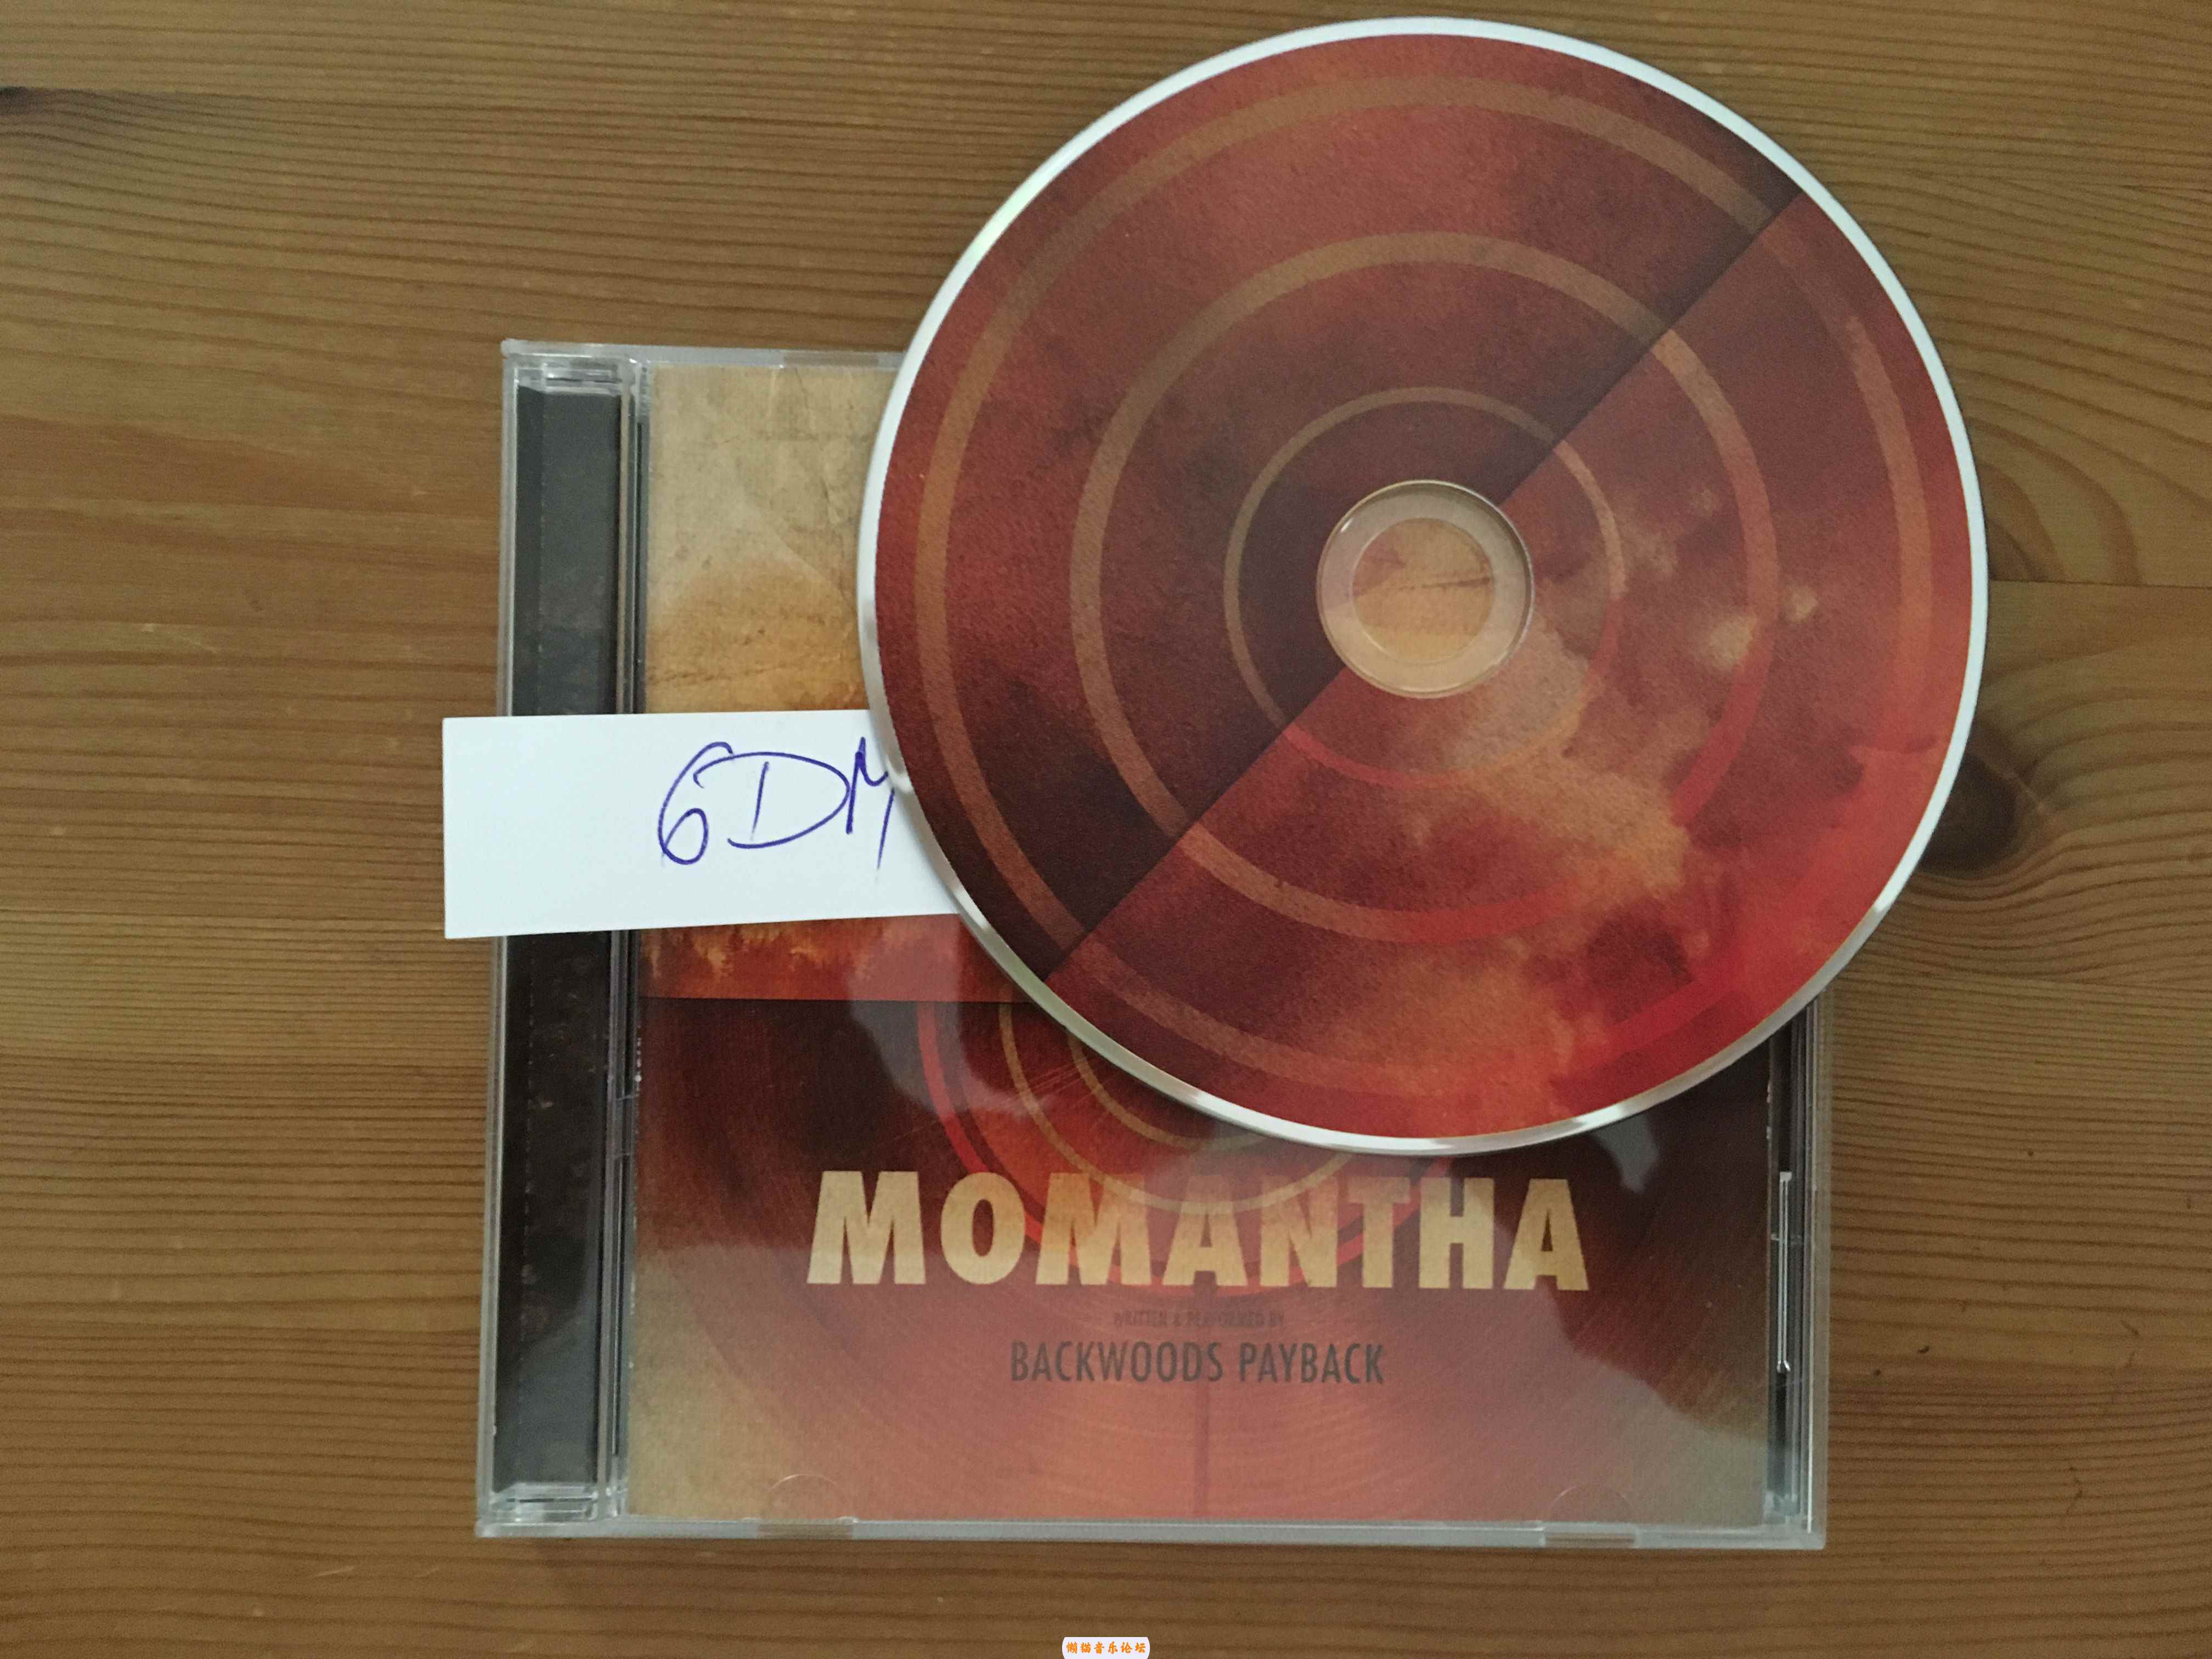 6DM
MOMANTHA
WRITTEN & PERFORMED BY
BACKWOODS PAYBACK
懒猫音乐论坛